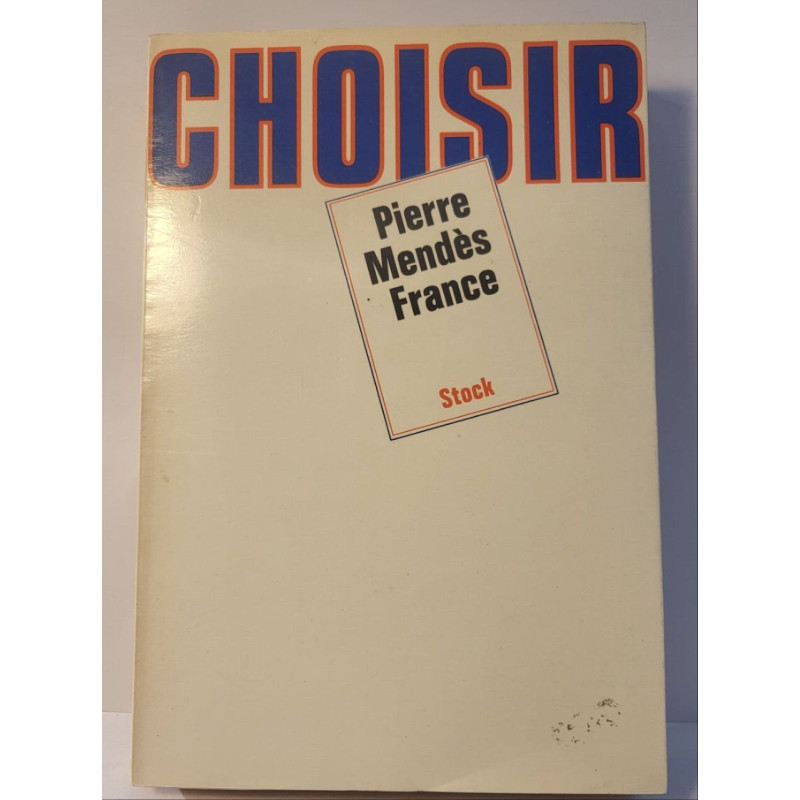 CHOISIR
Pierre
Mendès
France
Stock